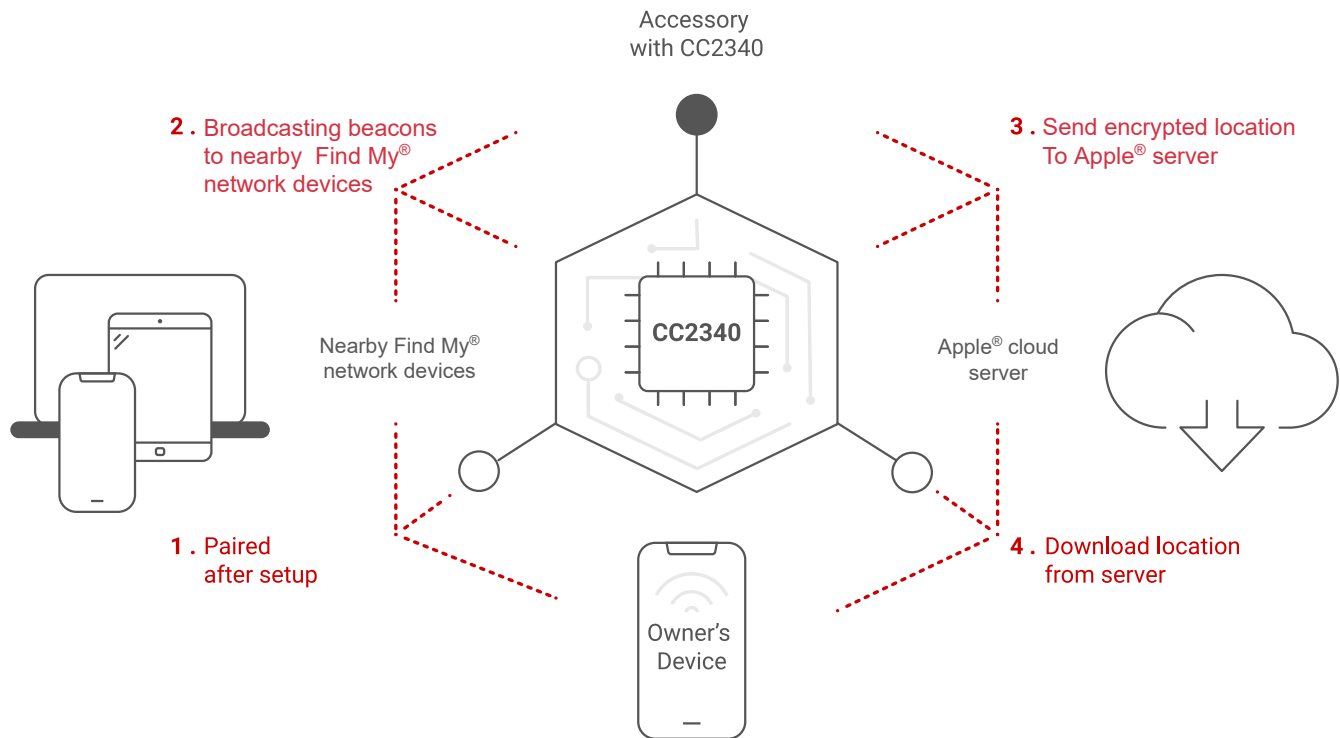 Accessory
with CC2340
2 . Broadcasting beacons
to nearby Find My®
network devices
3 . Send encrypted location
To Apple® server
CC2340
Nearby Find My®
network devices
Apple® cloud
server
1 . Paired
after setup
4 . Download location
from server
Owner's
Device